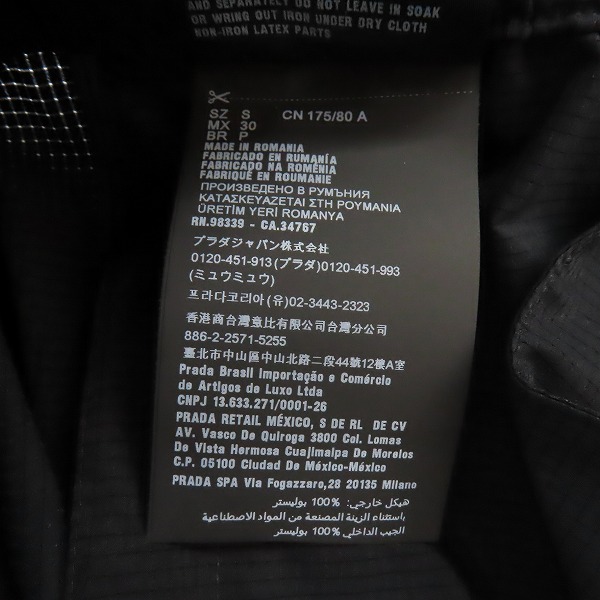 AND SEPARATELY DO NOT LEAVE IN SOAK
OR WRING OUT IRON UNDER DRY CLOTH
NON-IRON LATEX PARTS
SZ S CN 175/80 A
MX 30
BR P
MADE IN ROMANIA
FABRICADO EN RUMANÍA
FABRICADO NA ROMÉNIA
FABRIQUÉ EN ROUMANIE
ПРОИЗВЕДЕНО В РУМЪНИЯ
ΚΑΤΑΣΚΕΥΑΖΕΤΑΙ ΣΤΗ ΡΟΥΜΑΝΙΑ
ÜRETİM YERİ ROMANYA
RN.98339 - CA.34767
プラダジャパン株式会社
0120-451-913(プラダ)0120-451-993
(ミュウミュウ)
프라다코리아(유)02-3443-2323
香港商台灣意比有限公司台灣分公司
886-2-2571-5255
臺北市中山區中山北路二段44號12樓A室
Prada Brasil Importação e Comércio
de Artigos de Luxo Ltda
CNPJ 13.633.271/0001-26
PRADA RETAIL MÉXICO, S DE RL DE CV
AV. Vasco De Quiroga 3800 Col. Lomas
De Vista Hermosa Cuajimalpa De Morelos
C.P. 05100 Ciudad De México-México
PRADA SPA Via Fogazzaro,28 20135 Milano
هيكل خارجي: %100 بوليستر
باستثناء الزينة المصنعة من المواد الاصطناعية
الجيب الداخلي %100 بوليستر